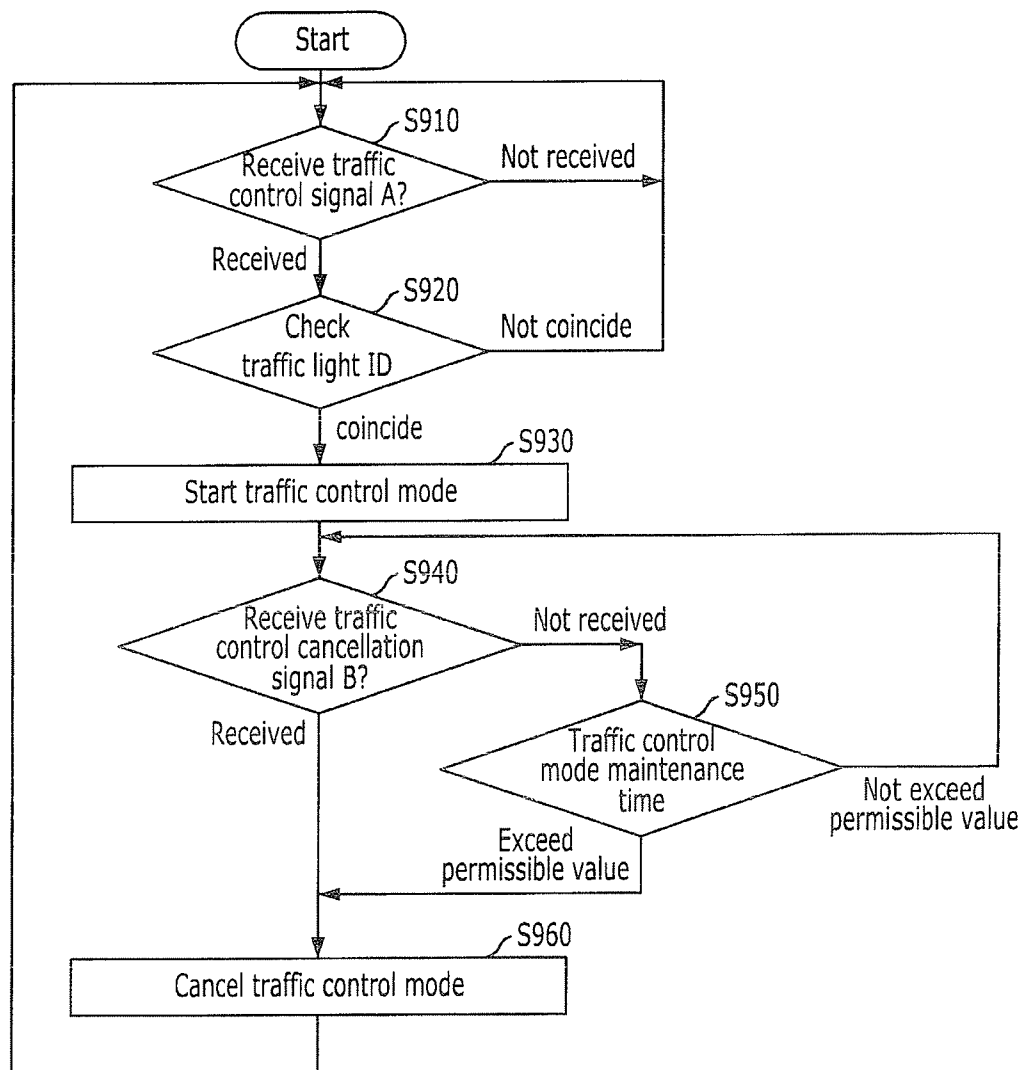 Start
S910
Receive traffic
control signal A?
Not received
Received
S920
Check
traffic light ID
Not coincide
coincide
S930
Start traffic control mode
S940
Receive traffic
control cancellation
signal B?
Not received
Received
S950
Traffic control
mode maintenance
time
Not exceed
permissible value
Exceed
permissible value
S960
Cancel traffic control mode